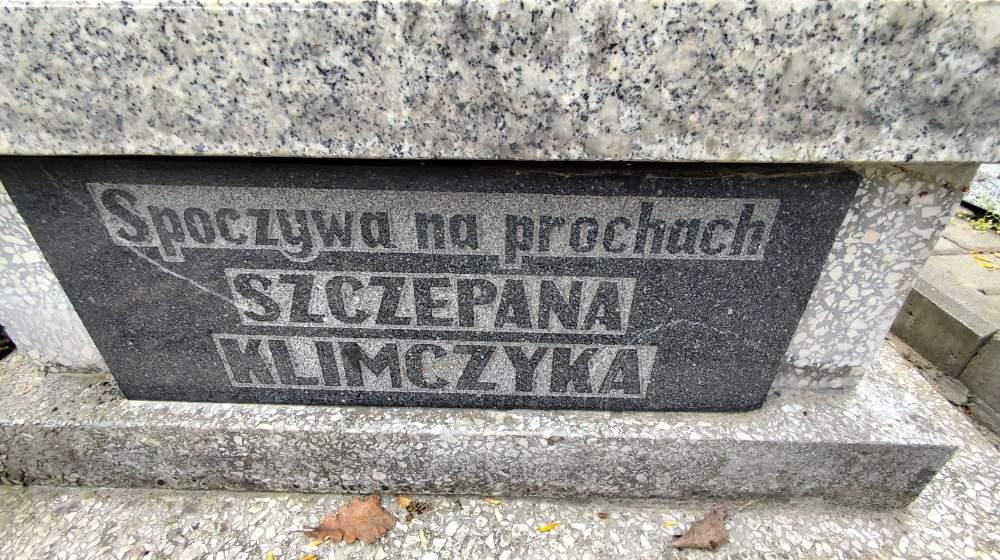 Spoczywa na prochach
SZCZEPANA
KLIMCZYKA